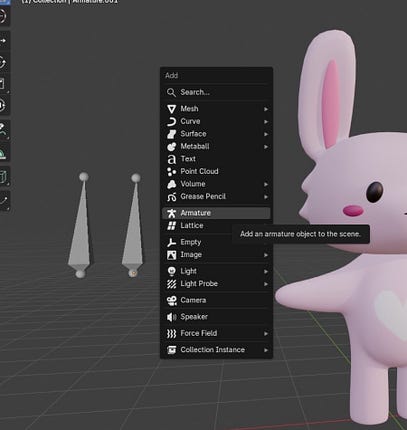 (1) Collection | Armature.001
Add
Search...
Mesh
Curve
Surface
Metaball
Text
Point Cloud
Volume
Grease Pencil
Armature
Lattice
Add an armature object to the scene.
Empty
Image
Light
Light Probe
Camera
Speaker
Force Field
Collection Instance